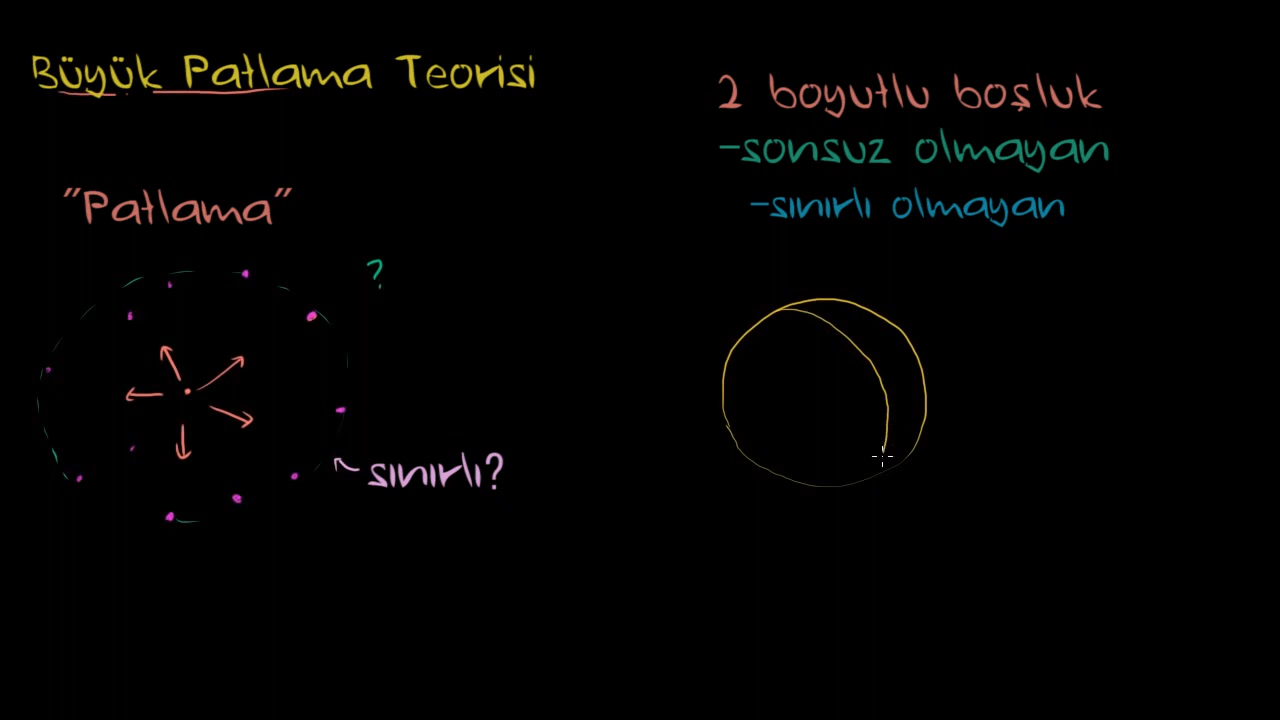 Büyük Patlama Teorisi
"Patlama"
?
sınırlı?
2 boyutlu boşluk
-sonsuz olmayan
-sınırlı olmayan